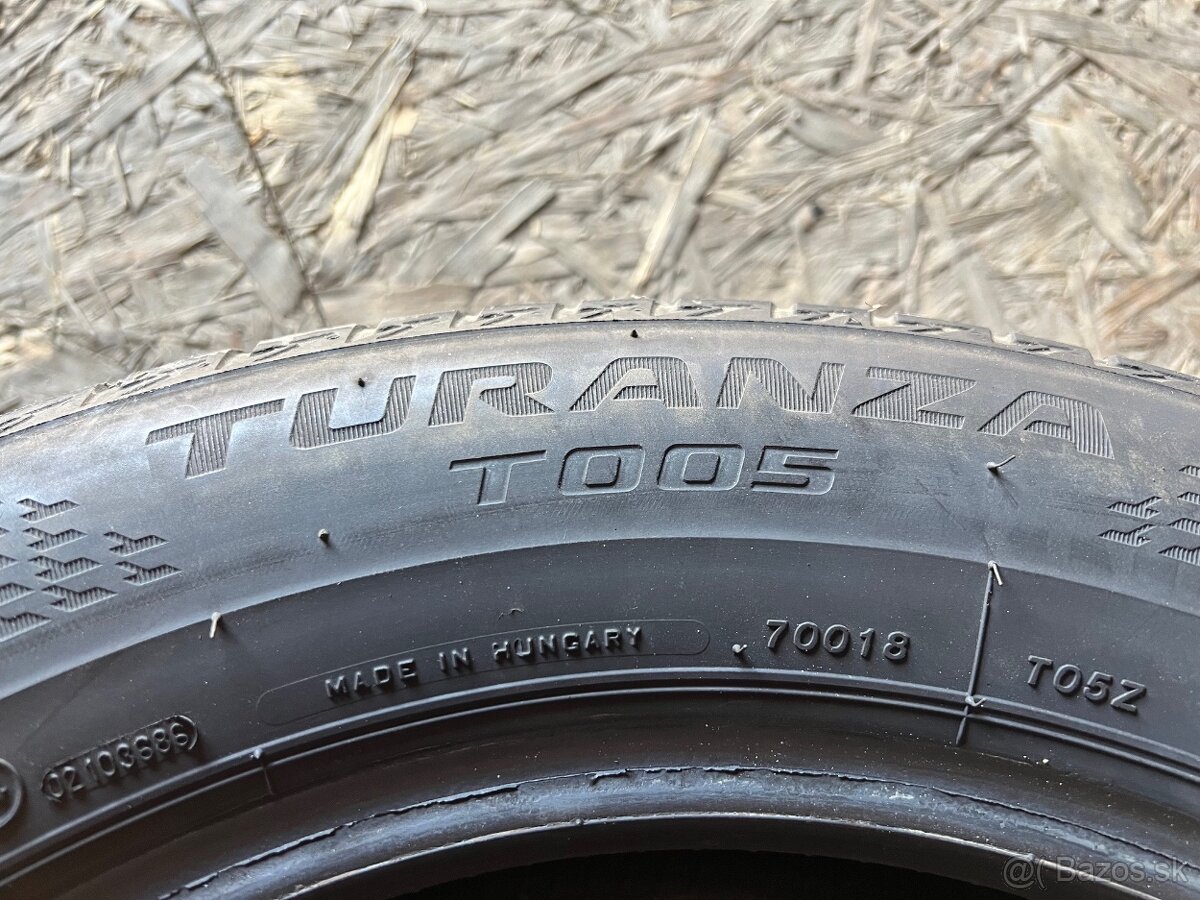 TURANZA
T005
MADE IN HUNGARY
70018
T05Z
02103686
@( Bazos.sk